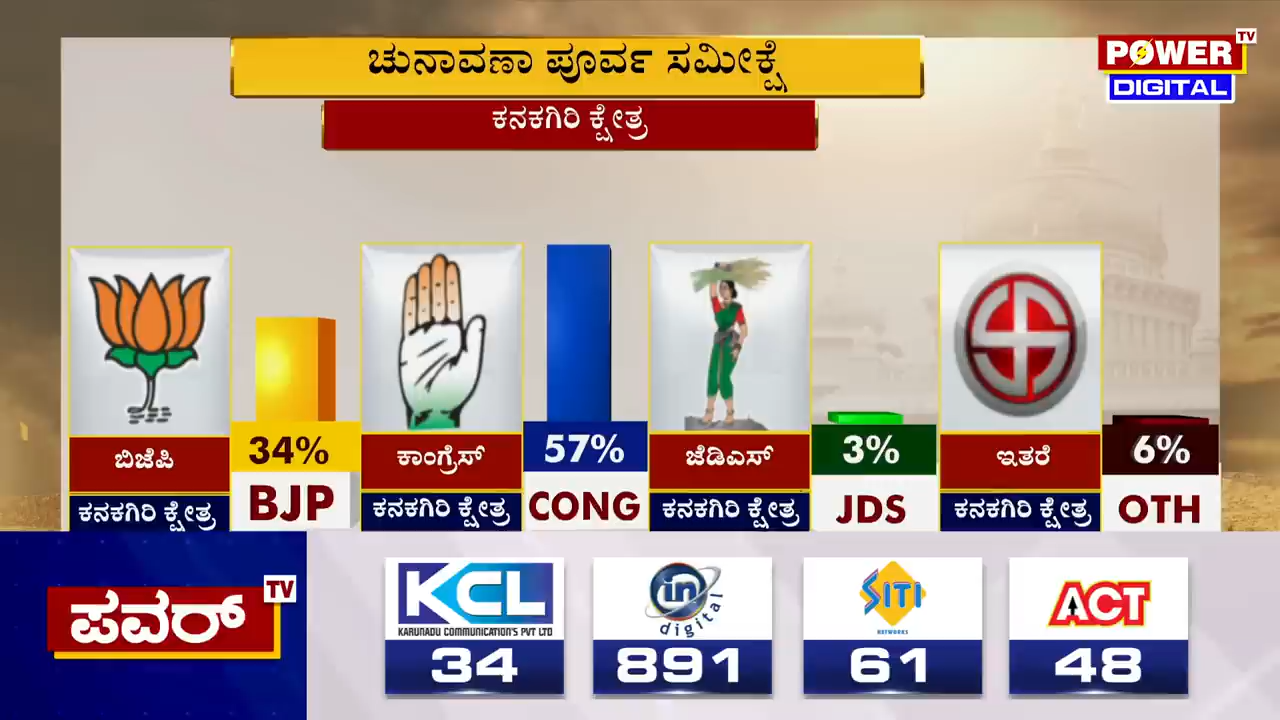 ಚುನಾವಣಾ ಪೂರ್ವ ಸಮೀಕ್ಷೆ
POWER TV
DIGITAL
ಕನಕಗಿರಿ ಕ್ಷೇತ್ರ
ಬಿಜೆಪಿ
34%
ಕಾಂಗ್ರೆಸ್
57%
ಜೆಡಿಎಸ್
3%
ಇತರೆ
6%
ಕನಕಗಿರಿ ಕ್ಷೇತ್ರ
BJP
ಕನಕಗಿರಿ ಕ್ಷೇತ್ರ
CONG
ಕನಕಗಿರಿ ಕ್ಷೇತ್ರ
JDS
ಕನಕಗಿರಿ ಕ್ಷೇತ್ರ
OTH
ಪವರ್ TV
KCL
KARUNADU COMMUNICATION'S PVT LTD
34
in
digital
891
SITI
NETWORKS
61
ACT
48